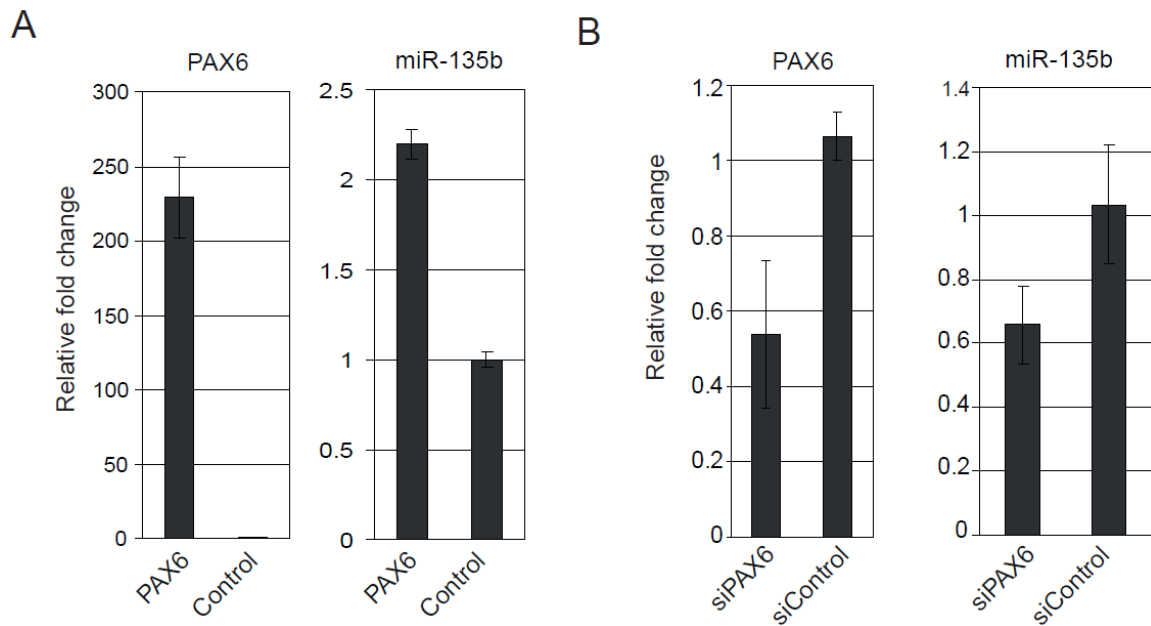 A
PAX6
Relative fold change
300
250
200
150
100
50
0
PAX6
Control
miR-135b
2.5
2
1.5
1
0.5
0
PAX6
Control
B
PAX6
Relative fold change
1.2
1
0.8
0.6
0.4
0.2
0
siPAX6
siControl
miR-135b
1.4
1.2
1
0.8
0.6
0.4
0.2
0
siPAX6
siControl